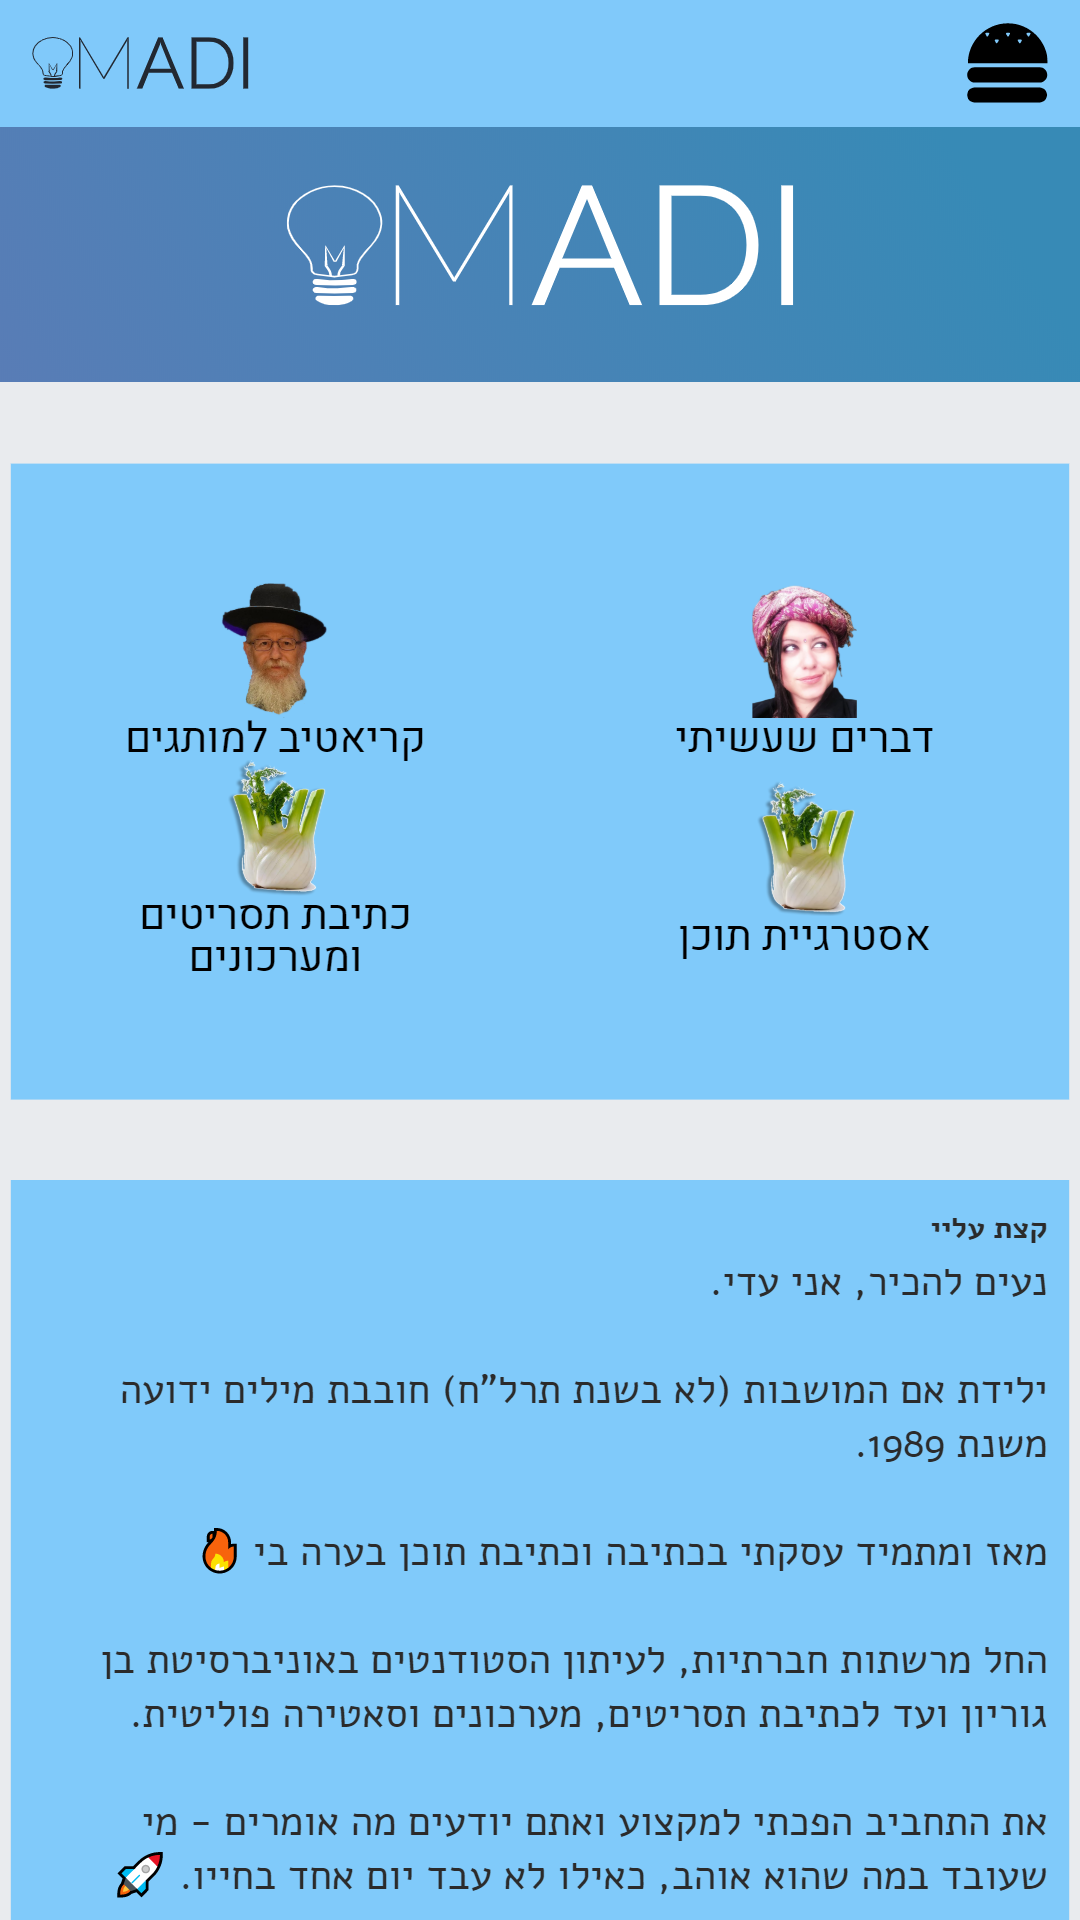 MADI
MADI
דברים שעשיתי
קריאטיב למותגים
אסטרגיית תוכן
כתיבת תסריטים
ומערכונים
קצת עליי
נעים להכיר, אני עדי.
ילידת אם המושבות (לא בשנת תרל”ח) חובבת מילים ידועה
משנת 1989.
מאז ומתמיד עסקתי בכתיבה וכתיבת תוכן בערה בי 🔥
החל מרשתות חברתיות, לעיתון הסטודנטים באוניברסיטת בן
גוריון ועד לכתיבת תסריטים, מערכונים וסאטירה פוליטית.
את התחביב הפכתי למקצוע ואתם יודעים מה אומרים – מי
שעובד במה שהוא אוהב, כאילו לא עבד יום אחד בחייו. 🚀